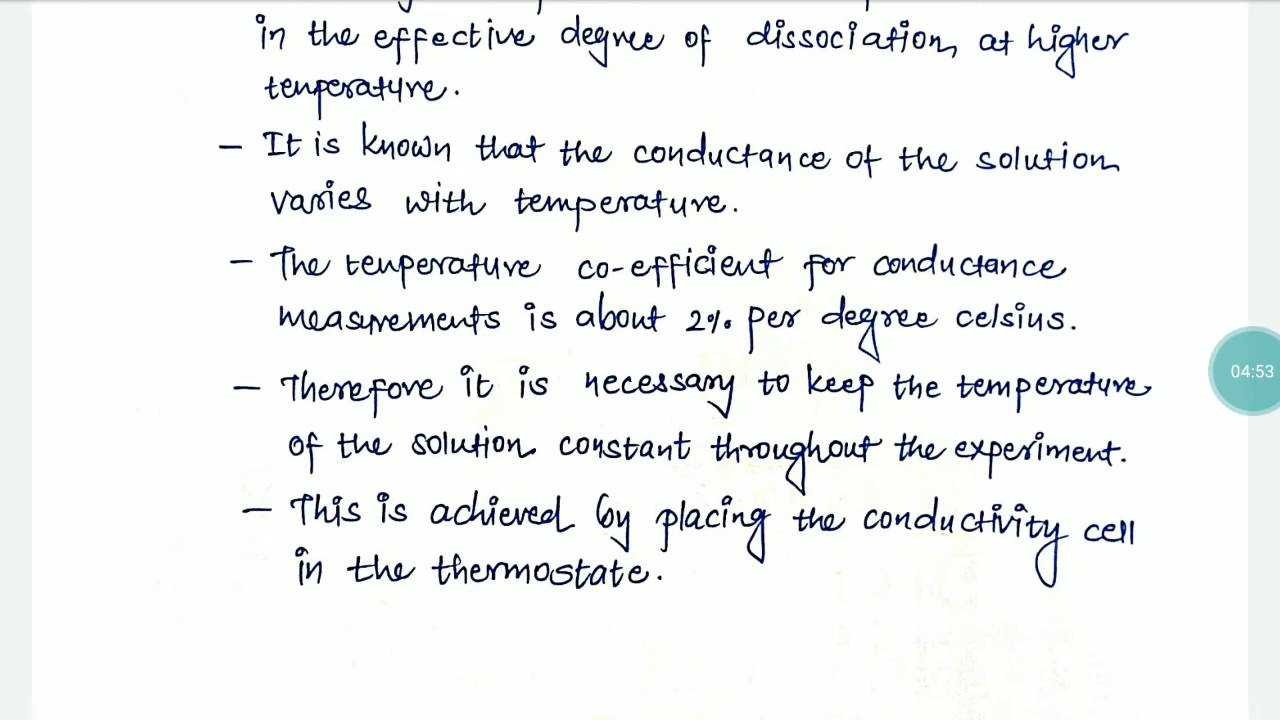 in the effective degree of dissociation, at higher
temperature.
- It is known that the conductance of the solution
varies with temperature.
- The temperature co-efficient for conductance
measurements is about 2% per degree celsius.
- Therefore it is necessary to keep the temperature
of the solution constant throughout the experiment.
- This is achieved by placing the conductivity cell
in the thermostate.
04:53